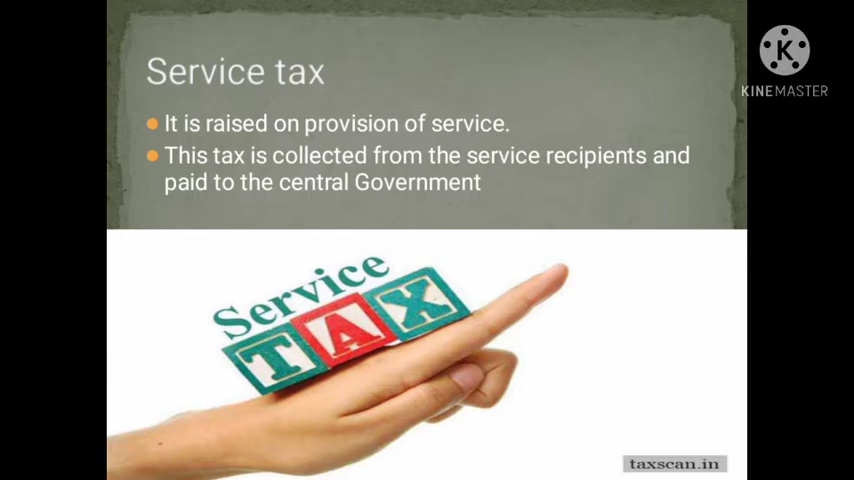 Service tax
K
KINEMASTER
It is raised on provision of service.
This tax is collected from the service recipients and
paid to the central Government
Service
TAX
taxscan.in